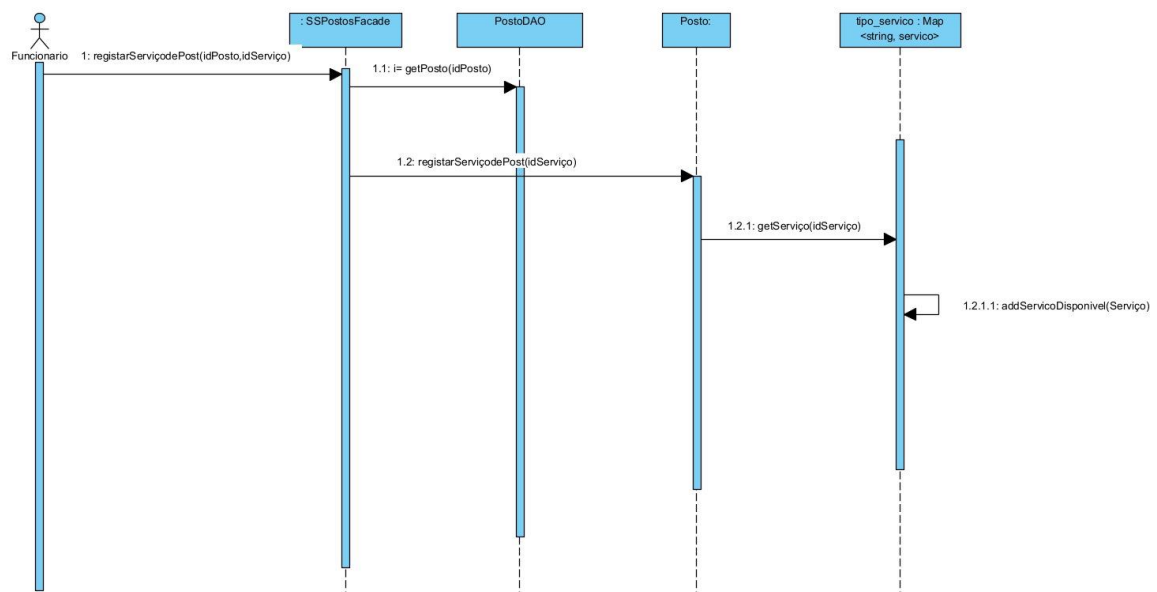 : SSPostosFacade
PostoDAO
Posto:
tipo_servico : Map
<string, servico>
Funcionario
1: registarServiçodePost(idPosto,idServiço)
1.1: i= getPosto(idPosto)
1.2: registarServiçodePost(idServiço)
1.2.1: getServiço(idServiço)
1.2.1.1: addServicoDisponivel(Serviço)